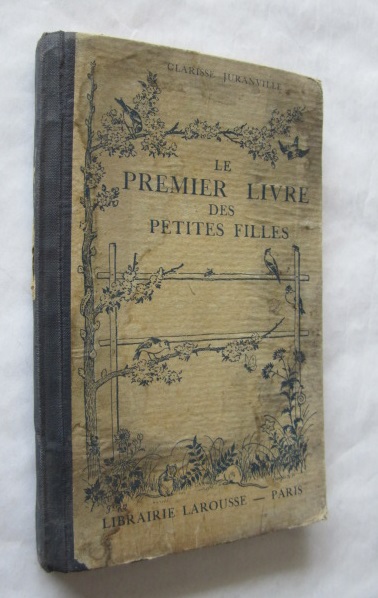 CLARISSE JURANVILLE
LE
PREMIER LIVRE
DES
PETITES FILLES
LIBRAIRIE LAROUSSE — PARIS